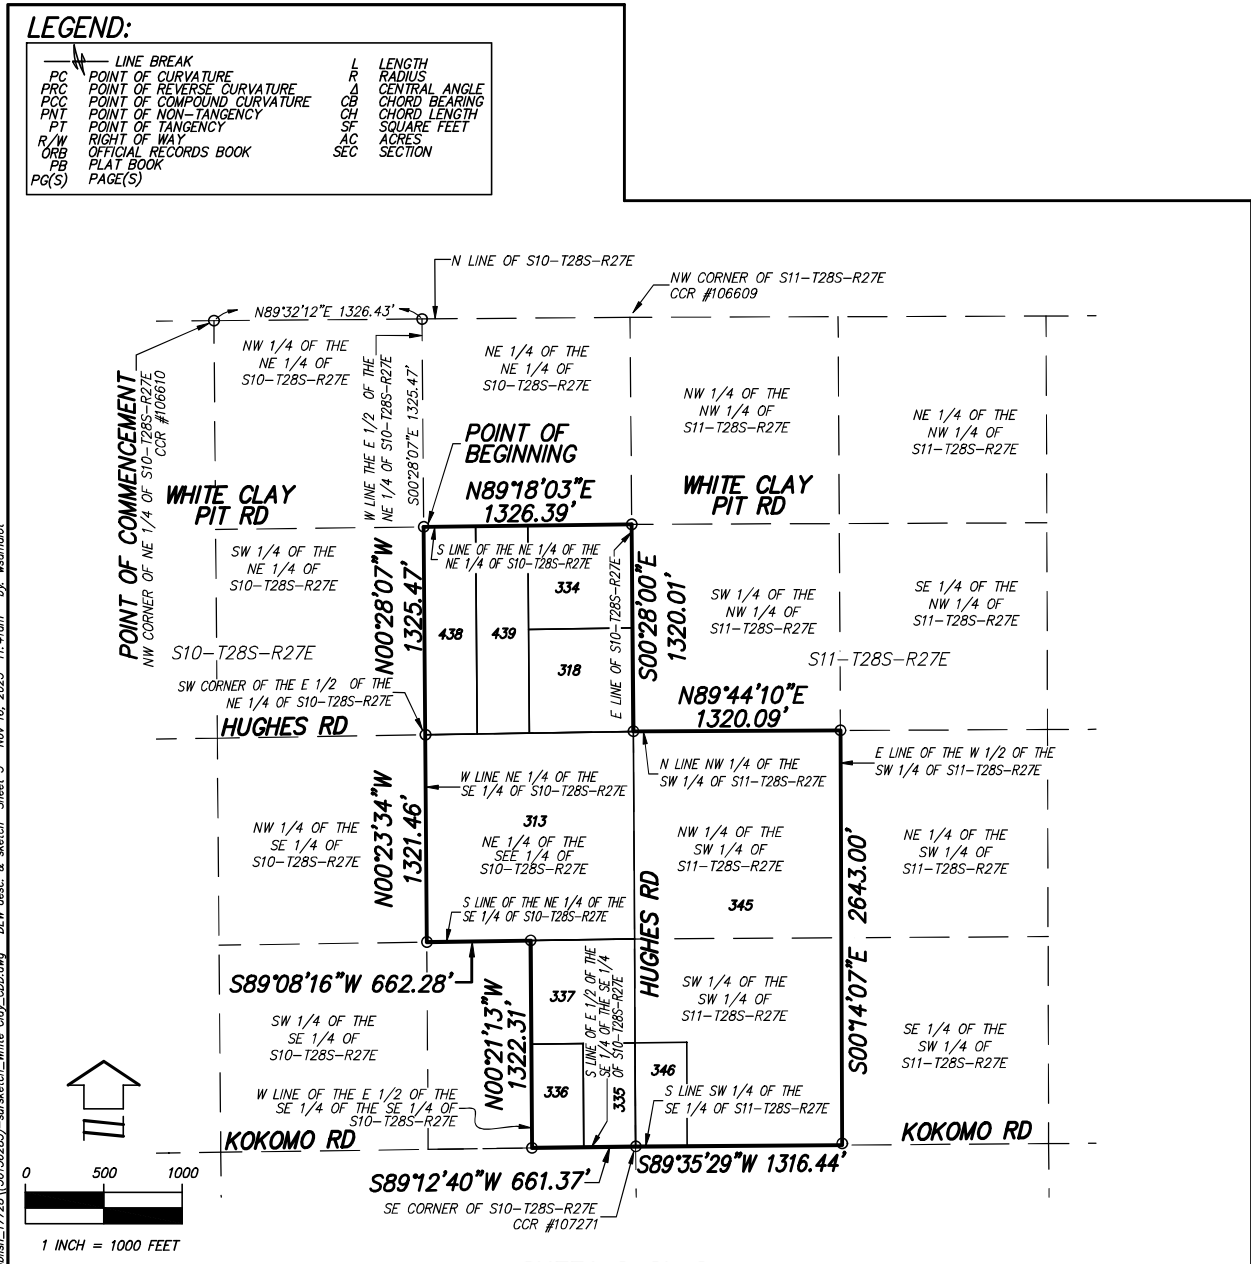 LEGEND:
LINE BREAK
PC POINT OF CURVATURE
PRC POINT OF REVERSE CURVATURE
PCC POINT OF COMPOUND CURVATURE
PNT POINT OF NON-TANGENCY
PT POINT OF TANGENCY
R/W RIGHT OF WAY
ORB OFFICIAL RECORDS BOOK
PB PLAT BOOK
PG(S) PAGE(S)
L LENGTH
R RADIUS
Δ CENTRAL ANGLE
CB CHORD BEARING
CH CHORD LENGTH
SF SQUARE FEET
AC ACRES
SEC SECTION
N LINE OF S10-T28S-R27E
NW CORNER OF S11-T28S-R27E
CCR #106609
N89°32'12"E 1326.43'
NW 1/4 OF THE
NE 1/4 OF
S10-T28S-R27E
NE 1/4 OF THE
NE 1/4 OF
S10-T28S-R27E
NW 1/4 OF THE
NW 1/4 OF
S11-T28S-R27E
NE 1/4 OF THE
NW 1/4 OF
S11-T28S-R27E
POINT OF COMMENCEMENT
NW CORNER OF NE 1/4 OF S10-T28S-R27E
CCR #106610
W LINE THE E 1/2 OF THE
NE 1/4 OF S10-T28S-R27E
S00°28'07"E 1325.47'
POINT OF
BEGINNING
WHITE CLAY
PIT RD
N89°18'03"E
1326.39'
WHITE CLAY
PIT RD
S LINE OF THE NE 1/4 OF THE
NE 1/4 OF S10-T28S-R27E
SW 1/4 OF THE
NE 1/4 OF
S10-T28S-R27E
N00°28'07"W
1325.47'
438
439
334
318
E LINE OF S10-T28S-R27E
S00°28'00"E
1320.01'
SW 1/4 OF THE
NW 1/4 OF
S11-T28S-R27E
SE 1/4 OF THE
NW 1/4 OF
S11-T28S-R27E
S10-T28S-R27E
S11-T28S-R27E
SW CORNER OF THE E 1/2 OF THE
NE 1/4 OF S10-T28S-R27E
HUGHES RD
N89°44'10"E
1320.09'
N LINE NW 1/4 OF THE
SW 1/4 OF S11-T28S-R27E
E LINE OF THE W 1/2 OF THE
SW 1/4 OF S11-T28S-R27E
W LINE NE 1/4 OF THE
SE 1/4 OF S10-T28S-R27E
N00°23'34"W
1321.46'
313
NE 1/4 OF THE
SEE 1/4 OF
S10-T28S-R27E
NW 1/4 OF THE
SE 1/4 OF
S10-T28S-R27E
NW 1/4 OF THE
SW 1/4 OF
S11-T28S-R27E
NE 1/4 OF THE
SW 1/4 OF
S11-T28S-R27E
HUGHES RD
345
S00°14'07"E 2643.00'
S LINE OF THE NE 1/4 OF THE
SE 1/4 OF S10-T28S-R27E
S89°08'16"W 662.28'
N00°21'13"W
1322.31'
337
S LINE OF E 1/2 OF THE
SE 1/4 OF THE SE 1/4
OF S10-T28S-R27E
SW 1/4 OF THE
SW 1/4 OF
S11-T28S-R27E
SW 1/4 OF THE
SE 1/4 OF
S10-T28S-R27E
SE 1/4 OF THE
SW 1/4 OF
S11-T28S-R27E
W LINE OF THE E 1/2 OF THE
SE 1/4 OF THE SE 1/4 OF
S10-T28S-R27E
336
335
346
S LINE SW 1/4 OF THE
SE 1/4 OF S11-T28S-R27E
KOKOMO RD
KOKOMO RD
S89°35'29"W 1316.44'
S89°12'40"W 661.37'
SE CORNER OF S10-T28S-R27E
CCR #107271
0 500 1000
1 INCH = 1000 FEET